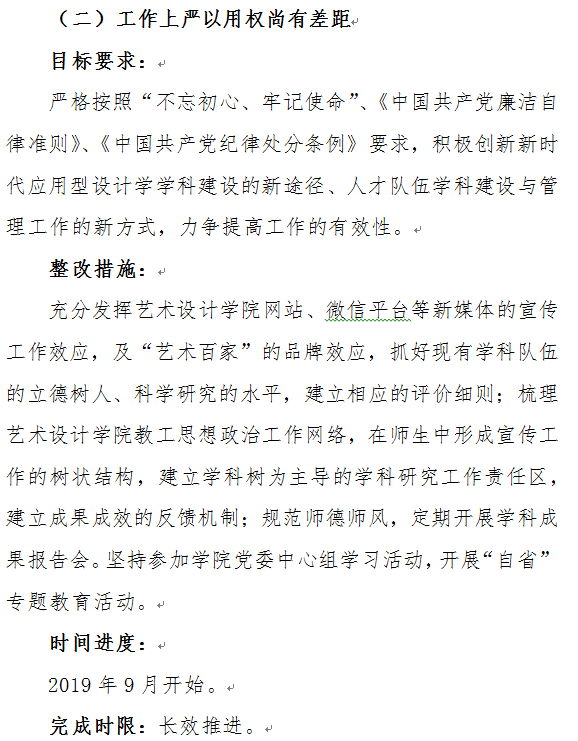 （二）工作上严以用权尚有差距
目标要求：
严格按照“不忘初心、牢记使命”、《中国共产党廉洁自
律准则》、《中国共产党纪律处分条例》要求，积极创新新时
代应用型设计学学科建设的新途径、人才队伍学科建设与管
理工作的新方式，力争提高工作的有效性。
整改措施：
充分发挥艺术设计学院网站、微信平台等新媒体的宣传
工作效应，及“艺术百家”的品牌效应，抓好现有学科队伍
的立德树人、科学研究的水平，建立相应的评价细则；梳理
艺术设计学院教工思想政治工作网络，在师生中形成宣传工
作的树状结构，建立学科树为主导的学科研究工作责任区，
建立成果成效的反馈机制；规范师德师风，定期开展学科成
果报告会。坚持参加学院党委中心组学习活动，开展“自省”
专题教育活动。
时间进度：
2019 年 9 月开始。
完成时限：长效推进。